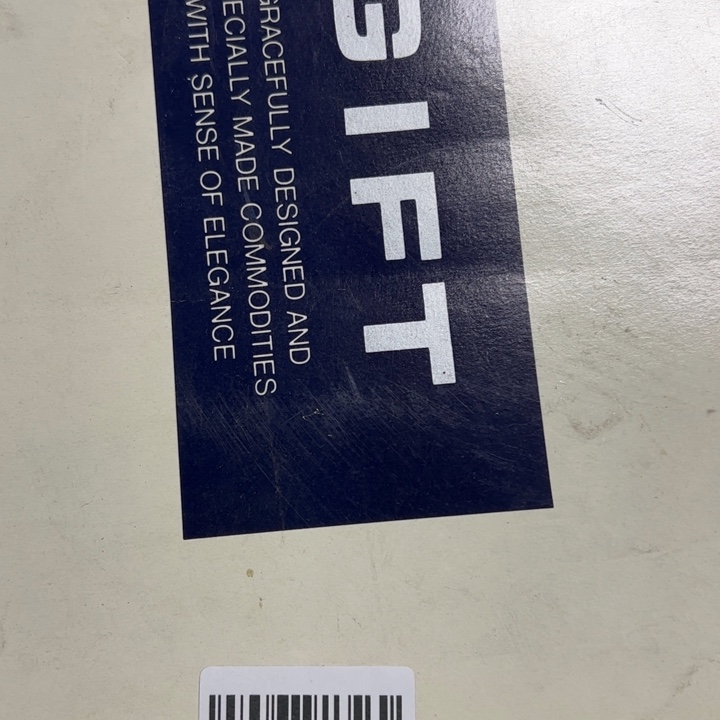 GIFT
GRACEFULLY DESIGNED AND
ECIALLY MADE COMMODITIES
WITH SENSE OF ELEGANCE